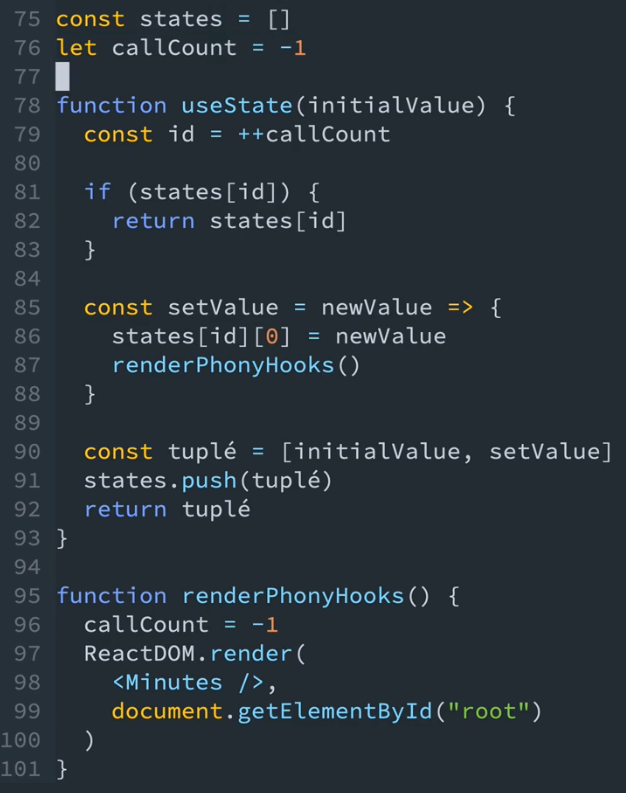 75 const states = []
76 let callCount = -1
77
78 function useState(initialValue) {
79   const id = ++callCount
80
81   if (states[id]) {
82     return states[id]
83   }
84
85   const setValue = newValue => {
86     states[id][0] = newValue
87     renderPhonyHooks()
88   }
89
90   const tuplé = [initialValue, setValue]
91   states.push(tuplé)
92   return tuplé
93 }
94
95 function renderPhonyHooks() {
96   callCount = -1
97   ReactDOM.render(
98     <Minutes />,
99     document.getElementById("root")
100   )
101 }